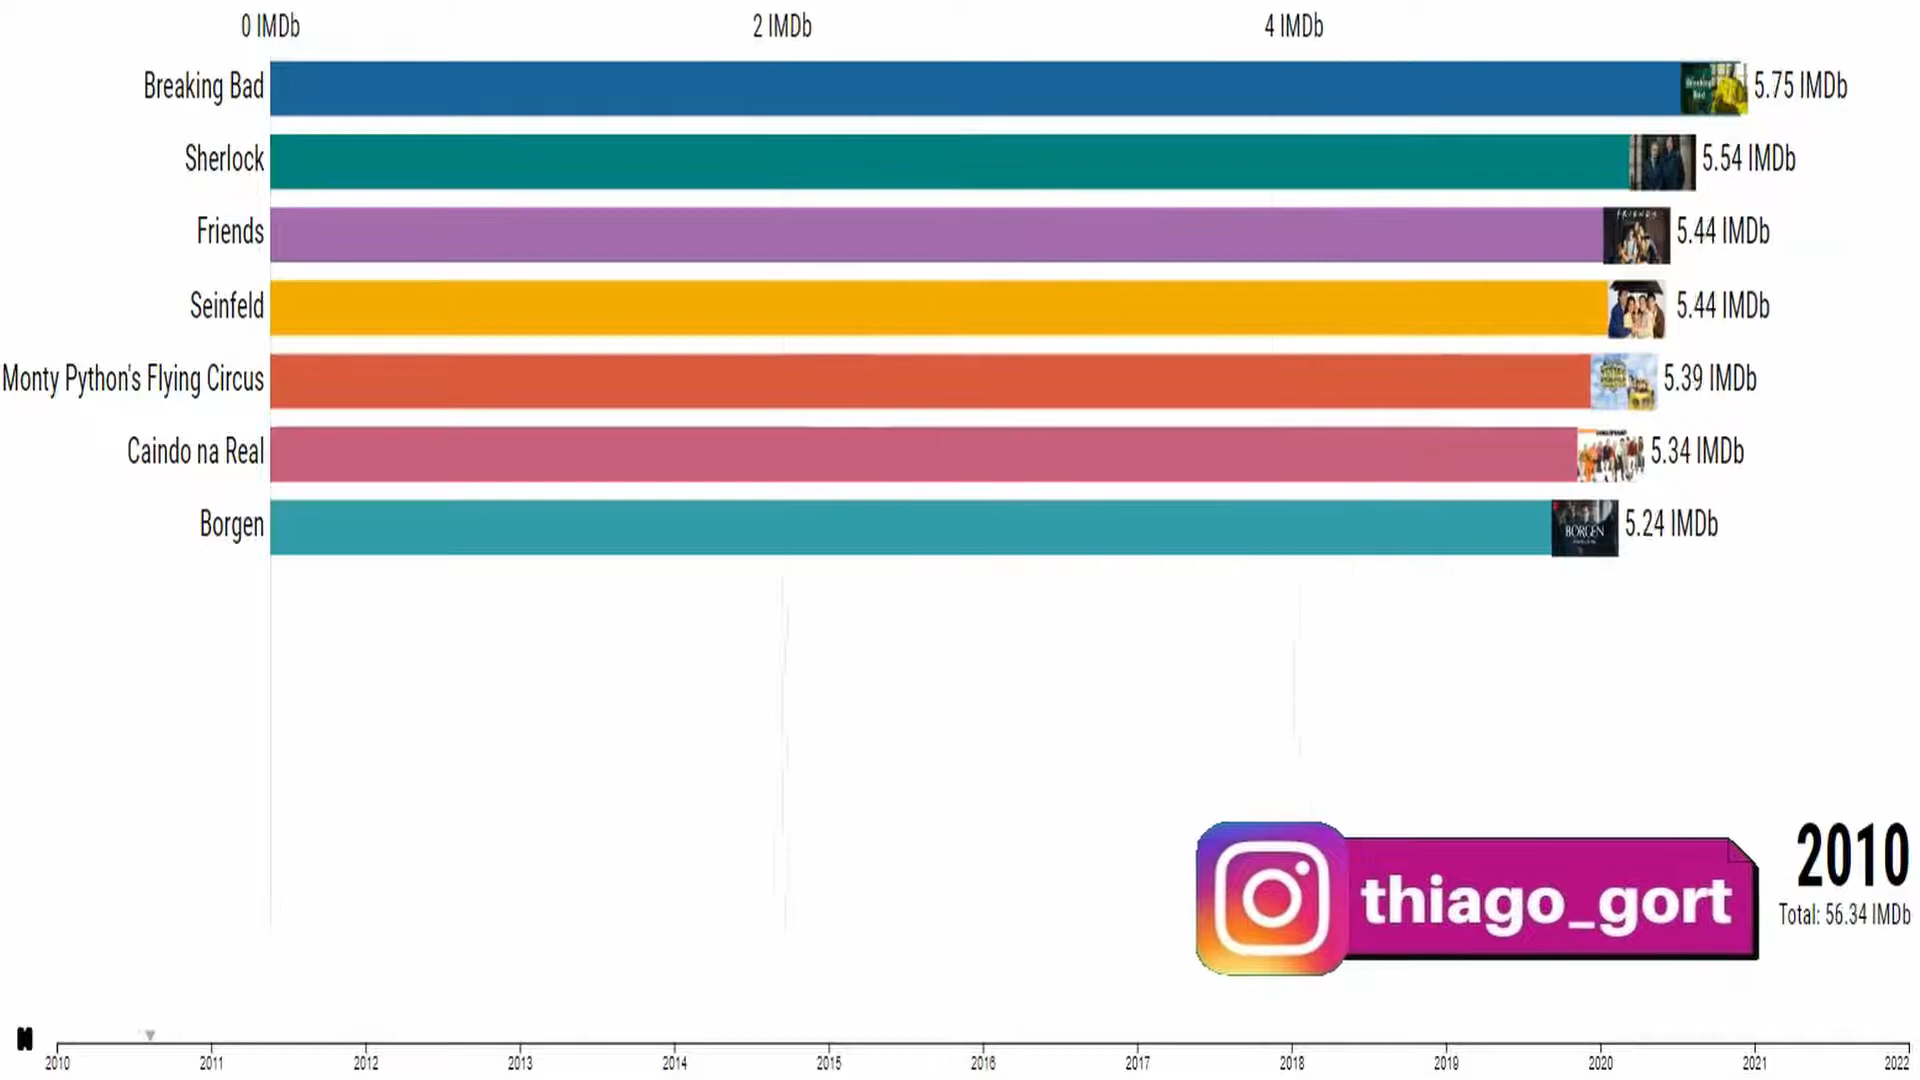 0 IMDb 2 IMDb 4 IMDb
Breaking Bad 5.75 IMDb
Sherlock 5.54 IMDb
Friends FRIENDS 5.44 IMDb
Seinfeld 5.44 IMDb
Monty Python's Flying Circus 5.39 IMDb
Caindo na Real 5.34 IMDb
Borgen BORGEN 5.24 IMDb
2010
thiago_gort
Total: 56.34 IMDb
2010 2011 2012 2013 2014 2015 2016 2017 2018 2019 2020 2021 2022